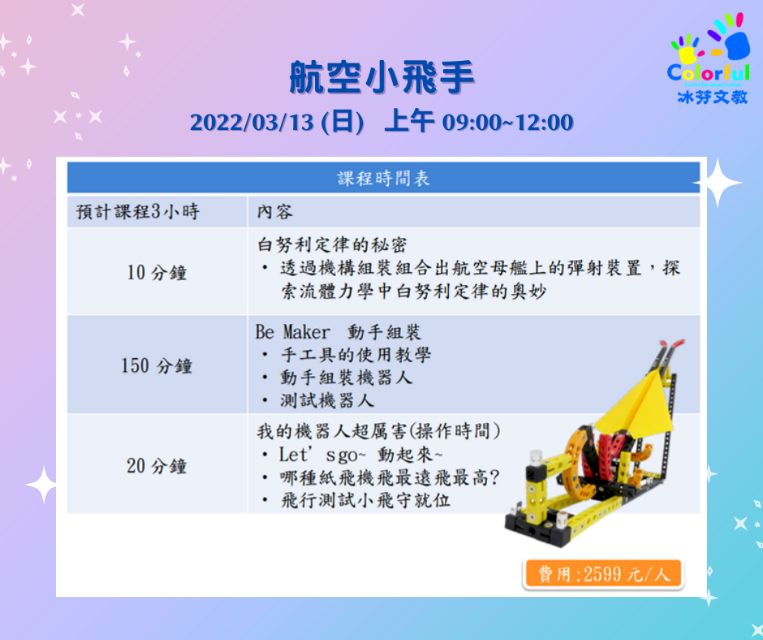 Colorful
冰芬文教
航空小飛手
2022/03/13 (日) 上午 09:00~12:00
課程時間表
預計課程3小時 內容
10 分鐘
白努利定律的秘密
• 透過機構組裝組合出航空母艦上的彈射裝置，探
索流體力學中白努利定律的奧妙
150 分鐘
Be Maker 動手組裝
• 手工具的使用教學
• 動手組裝機器人
• 測試機器人
20 分鐘
我的機器人超厲害(操作時間)
• Let’sgo~ 動起來~
• 哪種紙飛機飛最遠飛最高?
• 飛行測試小飛守就位
費用:2599 元/人